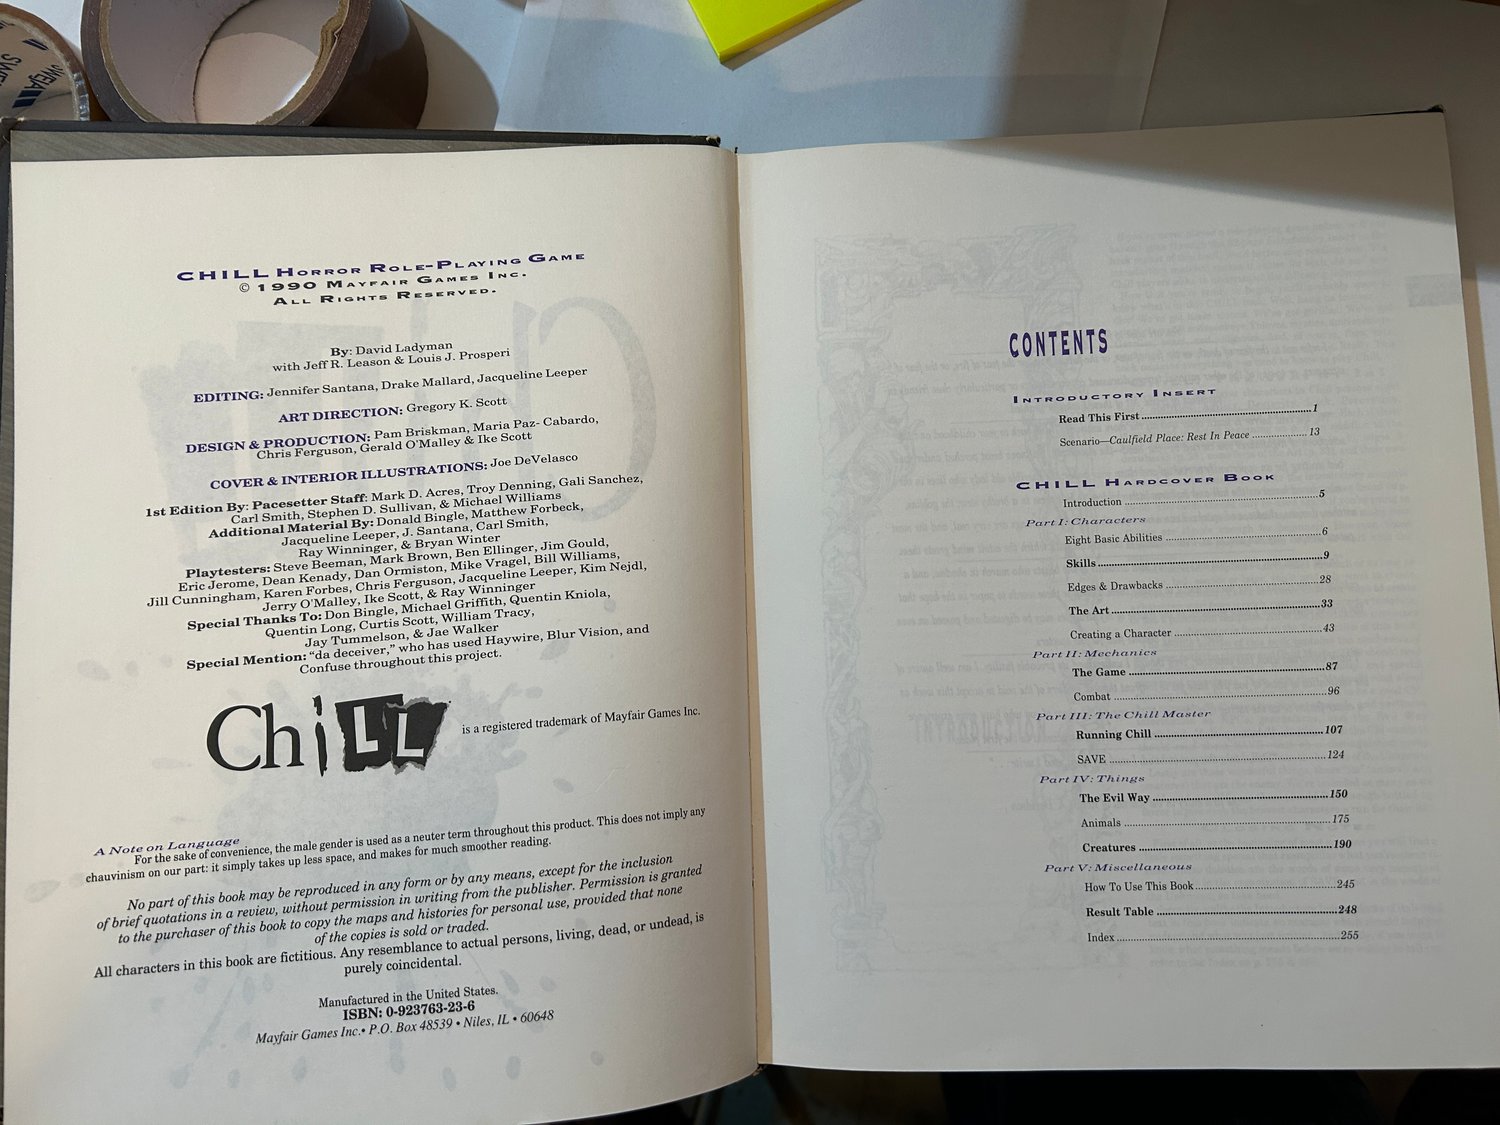 CHILL HORROR ROLE-PLAYING GAME
© 1990 MAYFAIR GAMES INC.
ALL RIGHTS RESERVED.
By: David Ladyman
with Jeff R. Leason & Louis J. Prosperi
EDITING: Jennifer Santana, Drake Mallard, Jacqueline Leeper
ART DIRECTION: Gregory K. Scott
DESIGN & PRODUCTION: Pam Briskman, Maria Paz- Cabardo,
Chris Ferguson, Gerald O'Malley & Ike Scott
COVER & INTERIOR ILLUSTRATIONS: Joe DeVelasco
1st Edition By: Pacesetter Staff: Mark D. Acres, Troy Denning, Gali Sanchez,
Carl Smith, Stephen D. Sullivan, & Michael Williams
Additional Material By: Donald Bingle, Matthew Forbeck,
Jacqueline Leeper, J. Santana, Carl Smith,
Ray Winninger, & Bryan Winter
Playtesters: Steve Beeman, Mark Brown, Ben Ellinger, Jim Gould,
Eric Jerome, Dean Kenady, Dan Ormiston, Mike Vragel, Bill Williams,
Jill Cunningham, Karen Forbes, Chris Ferguson, Jacqueline Leeper, Kim Nejdl,
Jerry O'Malley, Ike Scott, & Ray Winninger
Special Thanks To: Don Bingle, Michael Griffith, Quentin Kniola,
Quentin Long, Curtis Scott, William Tracy,
Jay Tummelson, & Jae Walker
Special Mention: "da deceiver," who has used Haywire, Blur Vision, and
Confuse throughout this project.
Chill is a registered trademark of Mayfair Games Inc.
A Note on Language
For the sake of convenience, the male gender is used as a neuter term throughout this product. This does not imply any
chauvinism on our part: it simply takes up less space, and makes for much smoother reading.
No part of this book may be reproduced in any form or by any means, except for the inclusion
of brief quotations in a review, without permission in writing from the publisher. Permission is granted
to the purchaser of this book to copy the maps and histories for personal use, provided that none
of the copies is sold or traded.
All characters in this book are fictitious. Any resemblance to actual persons, living, dead, or undead, is
purely coincidental.
Manufactured in the United States.
ISBN: 0-923763-23-6
Mayfair Games Inc.• P.O. Box 48539 • Niles, IL • 60648
CONTENTS
INTRODUCTORY INSERT
Read This First 1
Scenario—Caulfield Place: Rest In Peace 13
CHILL HARDCOVER BOOK
Introduction 5
Part I: Characters
Eight Basic Abilities 6
Skills 9
Edges & Drawbacks 28
The Art 33
Creating a Character 43
Part II: Mechanics
The Game 87
Combat 96
Part III: The Chill Master
Running Chill 107
SAVE 124
Part IV: Things
The Evil Way 150
Animals 175
Creatures 190
Part V: Miscellaneous
How To Use This Book 245
Result Table 248
Index 255